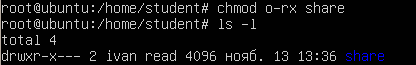 root@ubuntu:/home/student# chmod o-rx share
root@ubuntu:/home/student# ls -l
total 4
drwxr-x--- 2 ivan read 4096 нояб. 13 13:36 share